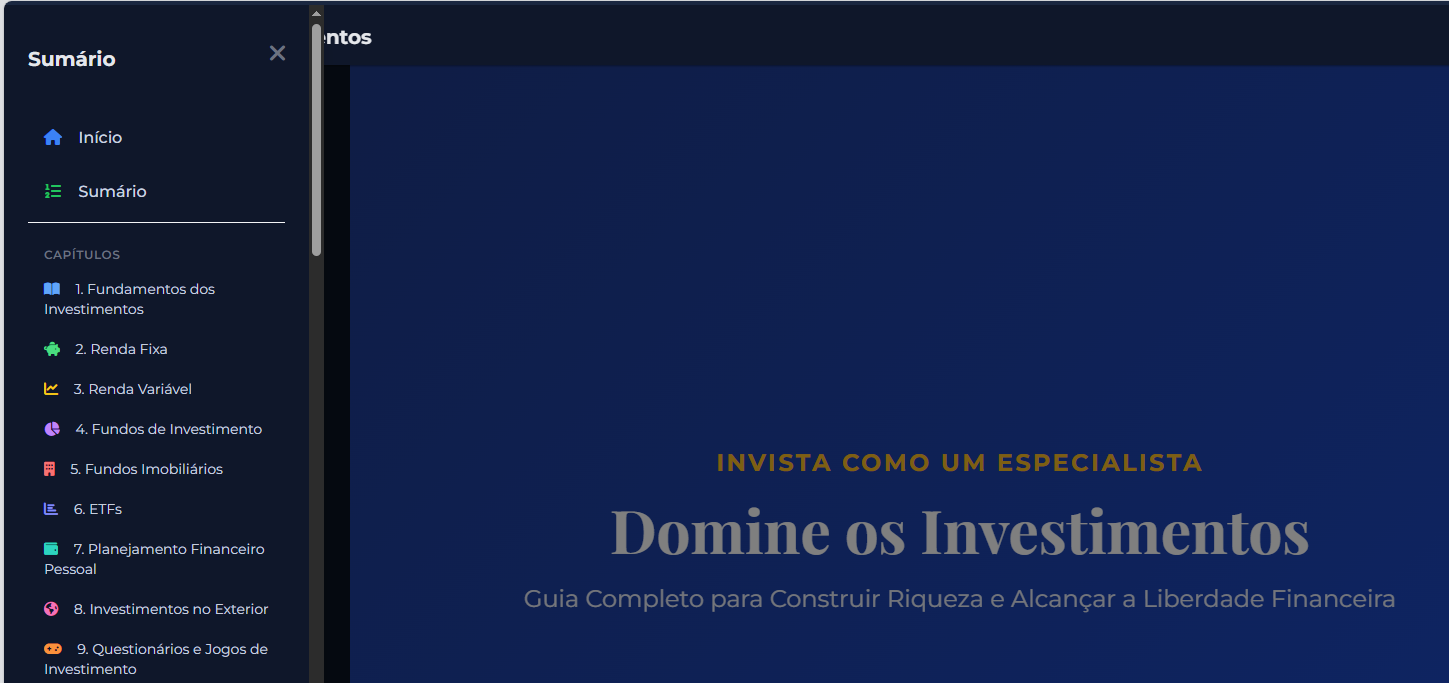 Sumário
Início
Sumário
CAPÍTULOS
1. Fundamentos dos
Investimentos
2. Renda Fixa
3. Renda Variável
4. Fundos de Investimento
5. Fundos Imobiliários
6. ETFs
7. Planejamento Financeiro
Pessoal
8. Investimentos no Exterior
9. Questionários e Jogos de
Investimento
entos
INVISTA COMO UM ESPECIALISTA
Domine os Investimentos
Guia Completo para Construir Riqueza e Alcançar a Liberdade Financeira